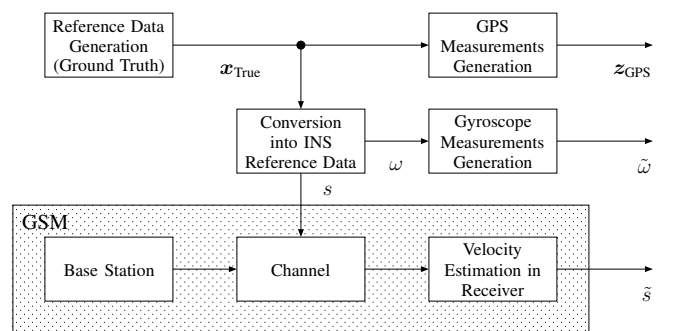 Reference Data
Generation
(Ground Truth)
GPS
Measurements
Generation
x_True
z_GPS
Conversion
into INS
Reference Data
Gyroscope
Measurements
Generation
ω
ω̃
s
GSM
Base Station
Channel
Velocity
Estimation in
Receiver
s̃